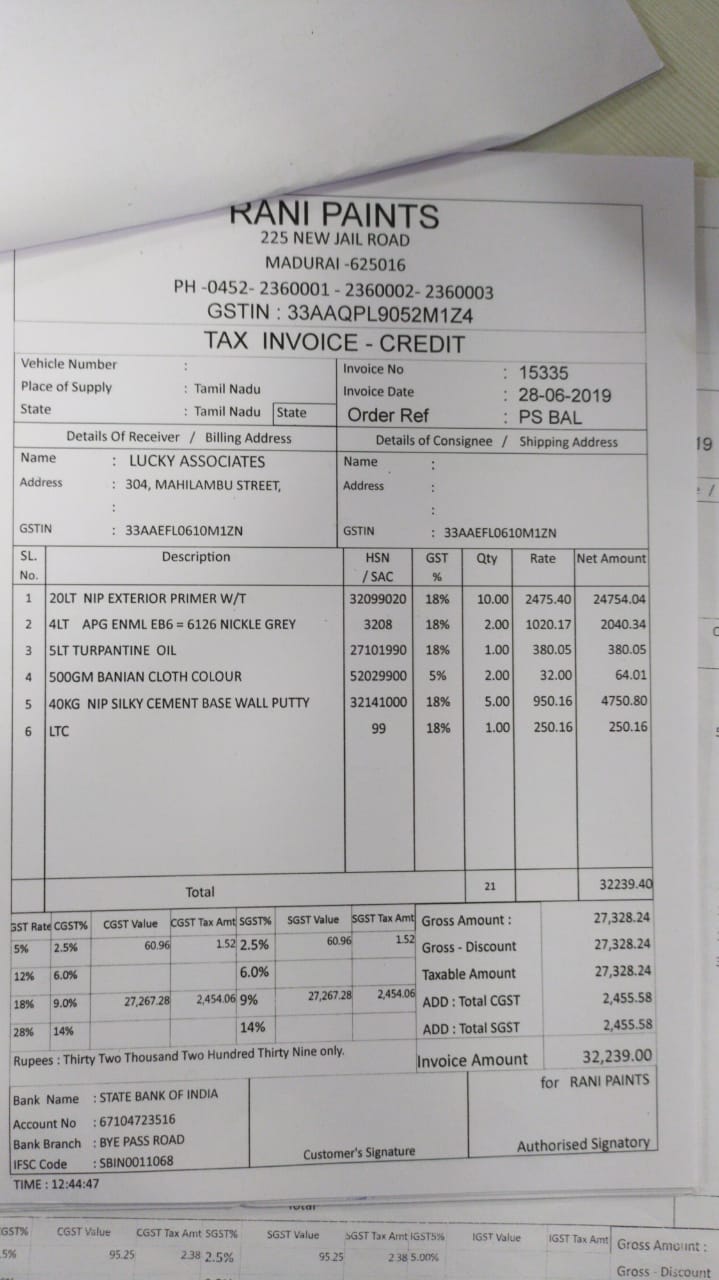 RANI PAINTS
225 NEW JAIL ROAD
MADURAI -625016
PH -0452- 2360001 - 2360002- 2360003
GSTIN : 33AAQPL9052M1Z4
TAX INVOICE - CREDIT
Vehicle Number :
Place of Supply : Tamil Nadu
State : Tamil Nadu State
Invoice No : 15335
Invoice Date : 28-06-2019
Order Ref : PS BAL
Details Of Receiver / Billing Address
Name : LUCKY ASSOCIATES
Address : 304, MAHILAMBU STREET,
:
GSTIN : 33AAEFL0610M1ZN
Details of Consignee / Shipping Address
Name :
Address :
:
GSTIN : 33AAEFL0610M1ZN
SL. No. Description HSN / SAC GST % Qty Rate Net Amount
1 20LT NIP EXTERIOR PRIMER W/T 32099020 18% 10.00 2475.40 24754.04
2 4LT APG ENML EB6 = 6126 NICKLE GREY 3208 18% 2.00 1020.17 2040.34
3 5LT TURPANTINE OIL 27101990 18% 1.00 380.05 380.05
4 500GM BANIAN CLOTH COLOUR 52029900 5% 2.00 32.00 64.01
5 40KG NIP SILKY CEMENT BASE WALL PUTTY 32141000 18% 5.00 950.16 4750.80
6 LTC 99 18% 1.00 250.16 250.16
Total 21 32239.40
GST Rate CGST% CGST Value CGST Tax Amt SGST% SGST Value SGST Tax Amt
5% 2.5% 60.96 1.52 2.5% 60.96 1.52
12% 6.0% 6.0%
18% 9.0% 27,267.28 2,454.06 9% 27,267.28 2,454.06
28% 14% 14%
Gross Amount : 27,328.24
Gross - Discount 27,328.24
Taxable Amount 27,328.24
ADD : Total CGST 2,455.58
ADD : Total SGST 2,455.58
Rupees : Thirty Two Thousand Two Hundred Thirty Nine only.
Invoice Amount 32,239.00
Bank Name : STATE BANK OF INDIA
Account No : 67104723516
Bank Branch : BYE PASS ROAD
IFSC Code : SBIN0011068
Customer's Signature
for RANI PAINTS
Authorised Signatory
TIME : 12:44:47
GST% CGST Value CGST Tax Amt SGST% SGST Value SGST Tax Amt IGST% IGST Value IGST Tax Amt Gross Amount :
5% 95.25 2.38 2.5% 95.25 2.38 5.00% Gross - Discount